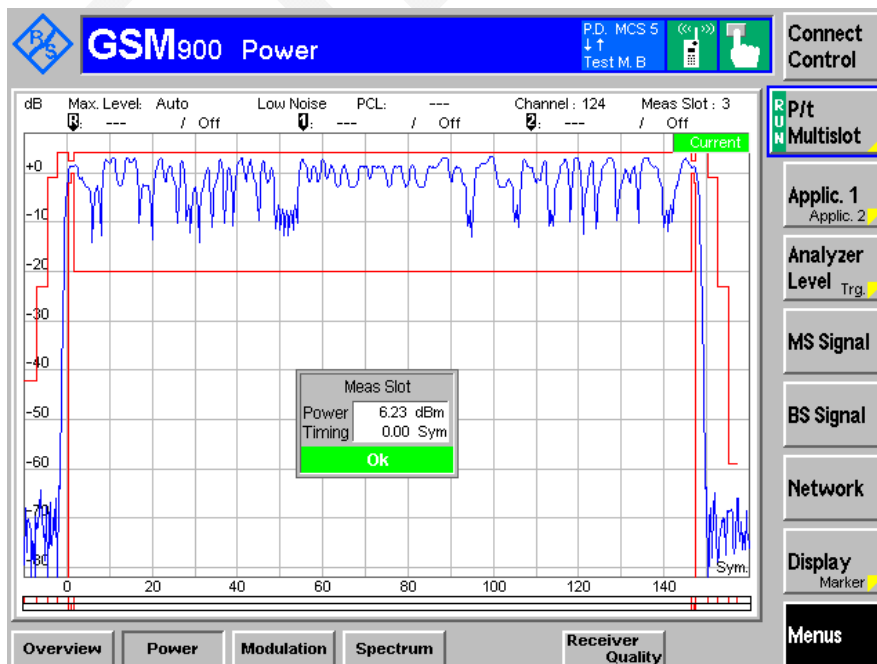 R&S
GSM900 Power
P.D. MCS 5
↓↑
Test M. B
Connect Control
dB Max. Level: Auto Low Noise PCL: --- Channel : 124 Meas Slot : 3
R: --- / Off 1: --- / Off 2: --- / Off
Current
RUN
P/t Multislot
Applic. 1
Applic. 2
Analyzer Level
Trg.
MS Signal
BS Signal
Network
Display
Marker
Menus
+0
-10
-20
-30
-40
-50
-60
-70
-80
Meas Slot
Power 6.23 dBm
Timing 0.00 Sym
Ok
Sym.
0 20 40 60 80 100 120 140
Overview Power Modulation Spectrum Receiver Quality